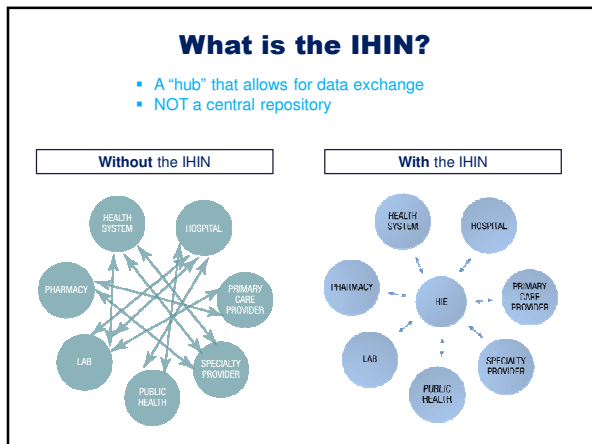 What is the IHIN?
▪ A “hub” that allows for data exchange
▪ NOT a central repository
Without the IHIN
HEALTH
SYSTEM
HOSPITAL
PHARMACY
PRIMARY
CARE
PROVIDER
LAB
SPECIALTY
PROVIDER
PUBLIC
HEALTH
With the IHIN
HEALTH
SYSTEM
HOSPITAL
PHARMACY
HIE
PRIMARY CARE
PROVIDER
LAB
SPECIALTY
PROVIDER
PUBLIC
HEALTH